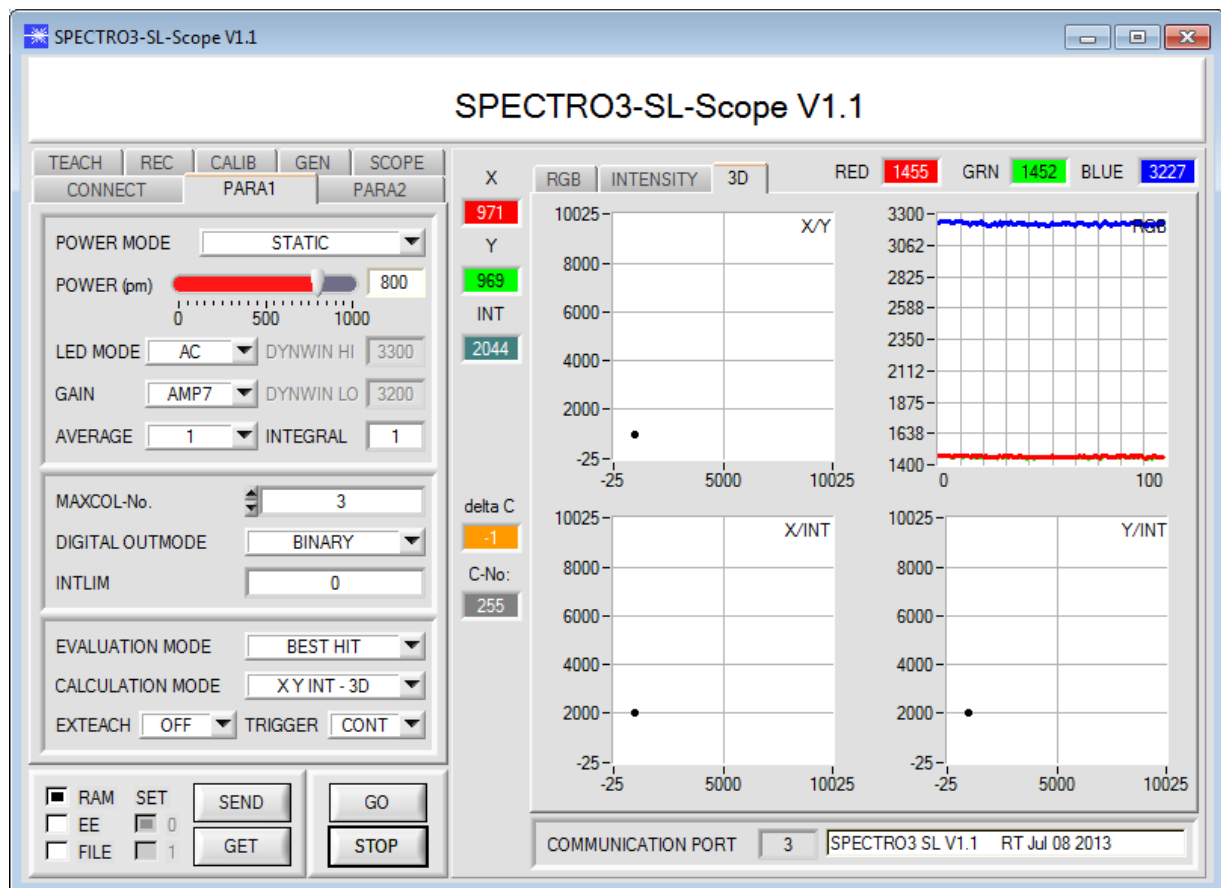 SPECTRO3-SL-Scope V1.1
SPECTRO3-SL-Scope V1.1
TEACH REC CALIB GEN SCOPE
CONNECT PARA1 PARA2
POWER MODE STATIC
POWER (pm) 800
0 500 1000
LED MODE AC DYNWIN HI 3300
GAIN AMP7 DYNWIN LO 3200
AVERAGE 1 INTEGRAL 1
MAXCOL-No. 3
DIGITAL OUTMODE BINARY
INTLIM 0
EVALUATION MODE BEST HIT
CALCULATION MODE X Y INT - 3D
EXTEACH OFF TRIGGER CONT
RAM SET SEND GO
EE 0
FILE 1 GET STOP
X
971
Y
969
INT
2044
delta C
-1
C-No:
255
RGB INTENSITY 3D RED 1455 GRN 1452 BLUE 3227
X/Y
10025
8000
6000
4000
2000
-25
-25 5000 10025
RGB
3300
3062
2825
2588
2350
2112
1875
1638
1400
0 100
X/INT
10025
8000
6000
4000
2000
-25
-25 5000 10025
Y/INT
10025
8000
6000
4000
2000
-25
-25 5000 10025
COMMUNICATION PORT 3 SPECTRO3 SL V1.1 RT Jul 08 2013